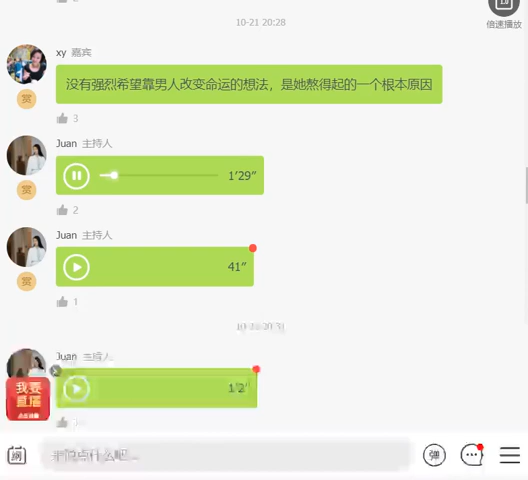 10-21 20:28
倍速播放
xy 嘉宾
没有强烈希望靠男人改变命运的想法，是她熬得起的一个根本原因
赏
3
Juan 主持人
1′29″
赏
2
Juan 主持人
41″
赏
1
Juan 主持人
我要
直播
弹